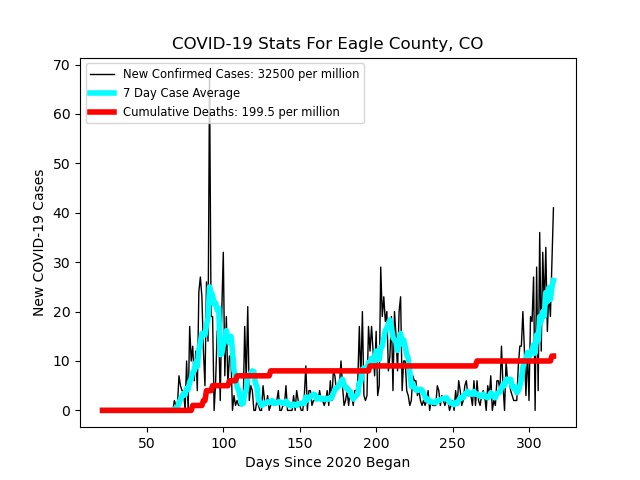 COVID-19 Stats For Eagle County, CO
New Confirmed Cases: 32500 per million
7 Day Case Average
Cumulative Deaths: 199.5 per million
New COVID-19 Cases
70
60
50
40
30
20
10
0
50 100 150 200 250 300
Days Since 2020 Began